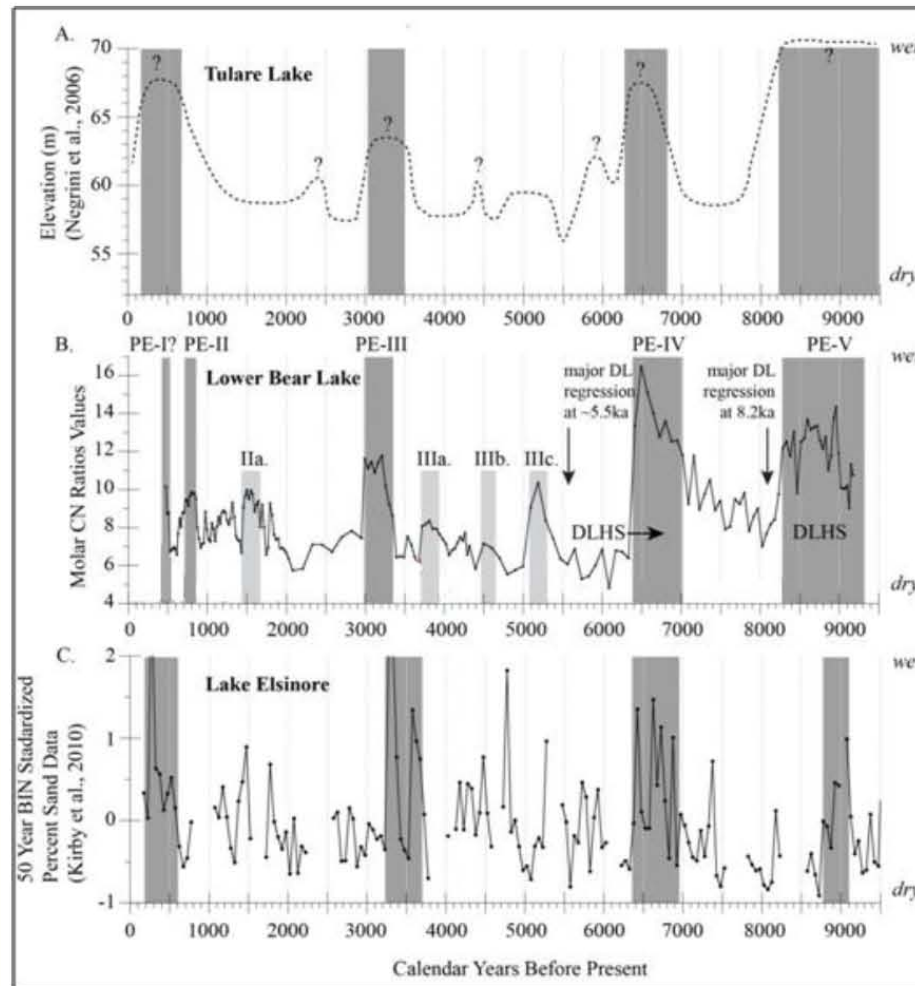 A.
70
65
60
55
Elevation (m)
(Negrini et al., 2006)
Tulare Lake
?
?
?
?
?
?
?
wet
dry
0 1000 2000 3000 4000 5000 6000 7000 8000 9000
PE-I? PE-II PE-III PE-IV PE-V
B.
16
14
12
10
8
6
4
Molar CN Ratios Values
Lower Bear Lake
major DL
regression
at ~5.5ka
major DL
regression
at 8.2ka
IIa. IIIa. IIIb. IIIc.
DLHS
DLHS
dry
0 1000 2000 3000 4000 5000 6000 7000 8000 9000
C.
2
1
0
-1
50 Year BIN Stadardized
Percent Sand Data
(Kirby et al., 2010)
Lake Elsinore
dry
0 1000 2000 3000 4000 5000 6000 7000 8000 9000
Calendar Years Before Present